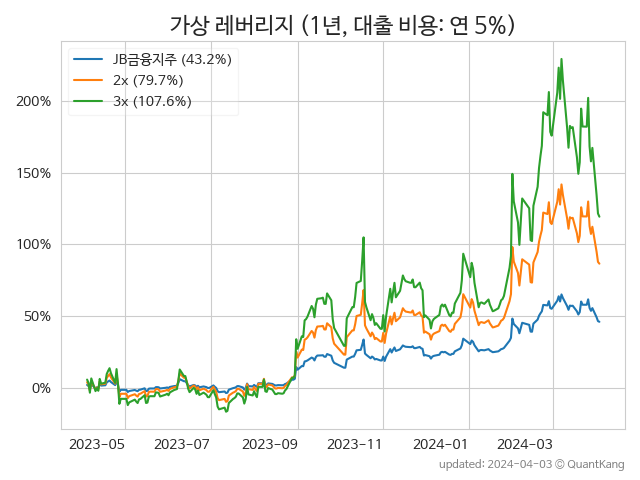 가상 레버리지 (1년, 대출 비용: 연 5%)
JB금융지주 (43.2%)
2x (79.7%)
3x (107.6%)
200%
150%
100%
50%
0%
2023-05
2023-07
2023-09
2023-11
2024-01
2024-03
updated: 2024-04-03 © QuantKang